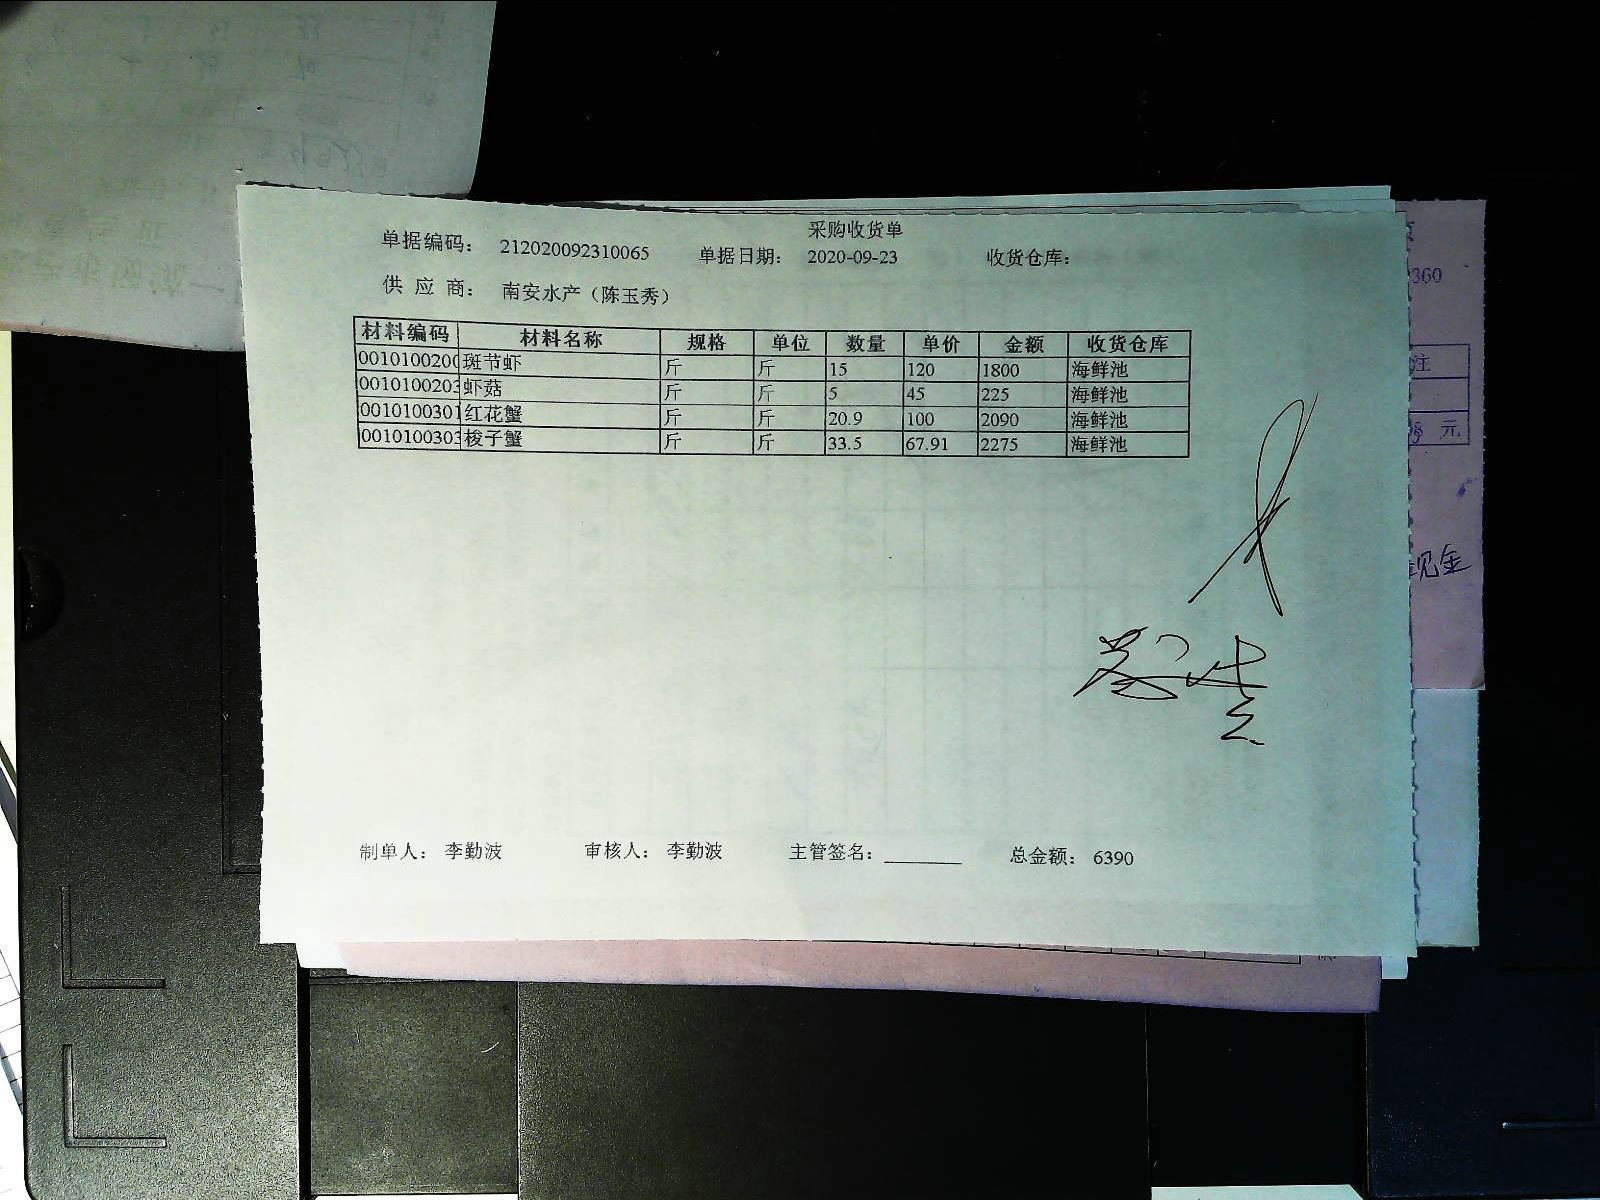 采购收货单
单据编码： 212020092310065 单据日期： 2020-09-23 收货仓库：
供 应 商： 南安水产（陈玉秀）
材料编码 材料名称 规格 单位 数量 单价 金额 收货仓库
0010100200 斑节虾 斤 斤 15 120 1800 海鲜池
0010100203 虾菇 斤 斤 5 45 225 海鲜池
0010100301 红花蟹 斤 斤 20.9 100 2090 海鲜池
0010100303 梭子蟹 斤 斤 33.5 67.91 2275 海鲜池
制单人： 李勤波 审核人： 李勤波 主管签名： 总金额： 6390
360
注
元
现金